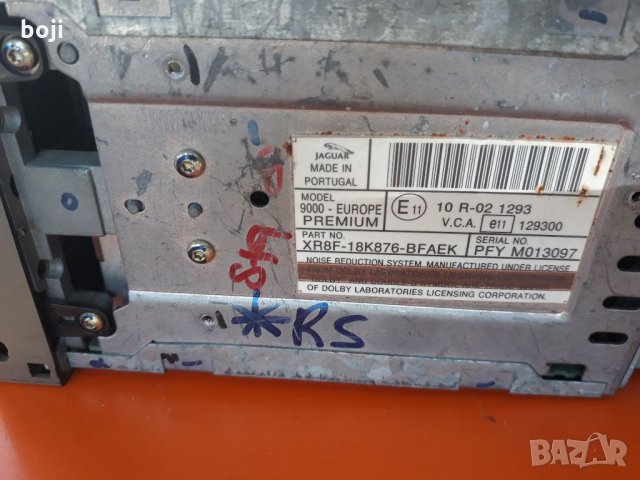 boji
JAGUAR
MADE IN
PORTUGAL
MODEL
9000 - EUROPE
PREMIUM
E 11
10 R-02 1293
V.C.A. e11 129300
PART NO.
XR8F-18K876-BFAEK
SERIAL NO.
PFY M013097
NOISE REDUCTION SYSTEM MANUFACTURED UNDER LICENSE
OF DOLBY LABORATORIES LICENSING CORPORATION.
*RS
BAZAR